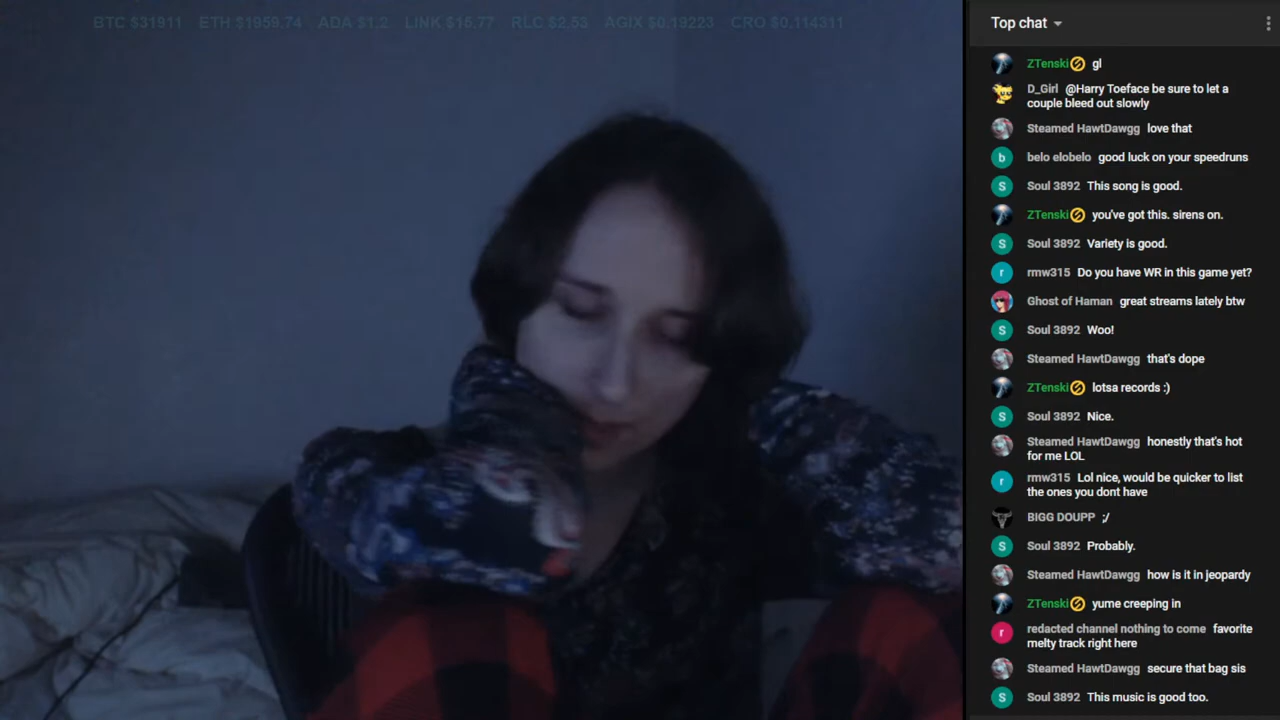 BTC $31911 ETH $1959.74 ADA $1.2 LINK $15.77 RLC $2.53 AGIX $0.19223 CRO $0.114311
Top chat
ZTenski gl
D_Girl @Harry Toeface be sure to let a
couple bleed out slowly
Steamed HawtDawgg love that
b belo elobelo good luck on your speedruns
S Soul 3892 This song is good.
ZTenski you've got this. sirens on.
S Soul 3892 Variety is good.
r rmw315 Do you have WR in this game yet?
Ghost of Haman great streams lately btw
S Soul 3892 Woo!
Steamed HawtDawgg that's dope
ZTenski lotsa records :)
S Soul 3892 Nice.
Steamed HawtDawgg honestly that's hot
for me LOL
r rmw315 Lol nice, would be quicker to list
the ones you dont have
BIGG DOUPP :/
S Soul 3892 Probably.
Steamed HawtDawgg how is it in jeopardy
ZTenski yume creeping in
r redacted channel nothing to come favorite
melty track right here
Steamed HawtDawgg secure that bag sis
S Soul 3892 This music is good too.